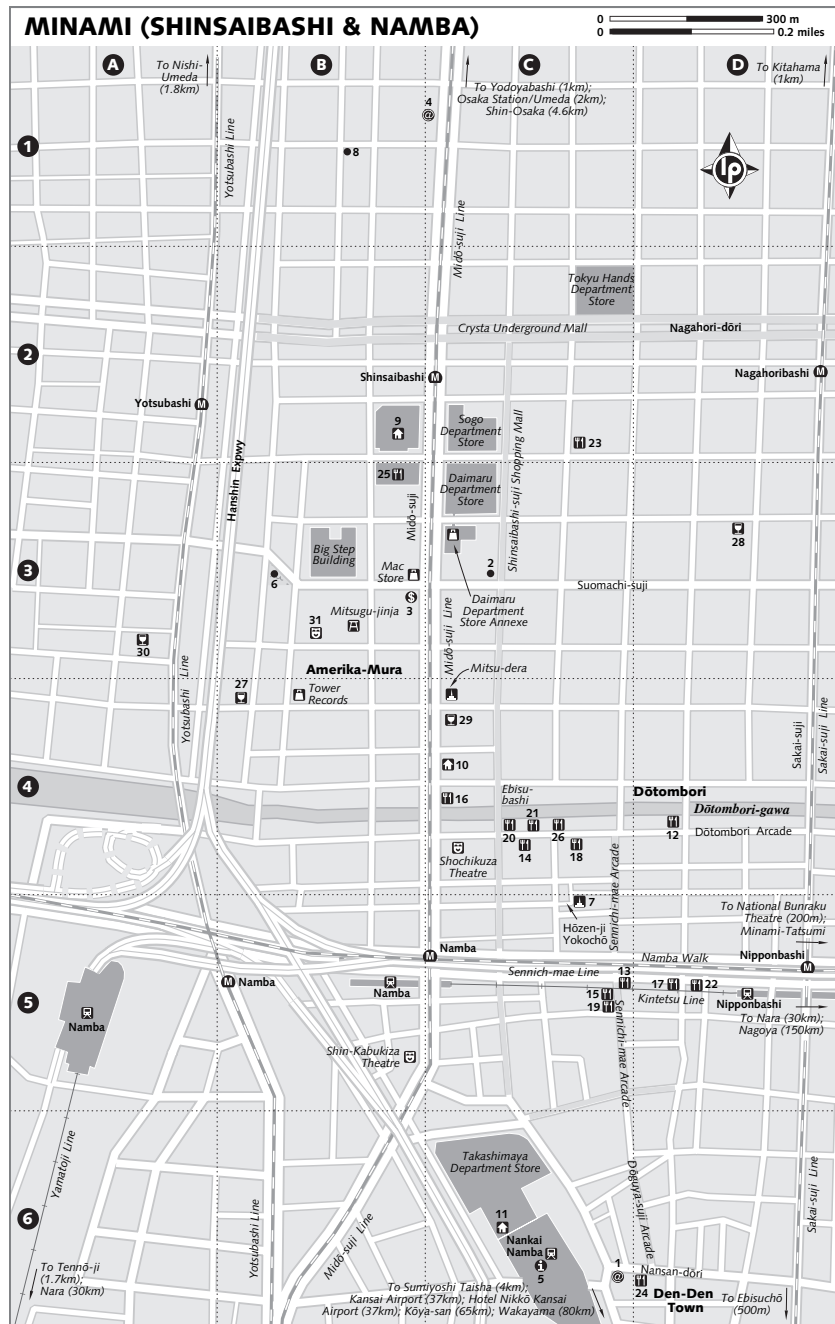 MINAMI (SHINSAIBASHI & NAMBA)
0 300 m
0 0.2 miles
A
B
C
D
To Nishi-
Umeda
(1.8km)
4
@
To Yodoyabashi (1km);
Osaka Station/Umeda (2km);
Shin-Osaka (4.6km)
To Kitahama
(1km)
1
8
lp
Yotsubashi Line
Midō-suji Line
Tokyu Hands
Department
Store
Crysta Underground Mall
Nagahori-dōri
2
Shinsaibashi
M
Nagahoribashi
M
Yotsubashi
M
9
Sogo
Department
Store
23
Hanshin Expwy
25
Daimaru
Department
Store
Shinsaibashi-suji Shopping Mall
Midō-suji
28
3
Big Step
Building
Mac
Store
2
6
Suomachi-suji
$
3
Daimaru
Department
Store Annexe
31
Mitsugu-jinja
30
Midō-suji Line
Amerika-Mura
Mitsu-dera
27
Tower
Records
Yotsubashi Line
29
Sakai-suji
Sakai-suji Line
10
4
Ebisu-
bashi
Dōtombori
16
21
Dōtombori-gawa
20
26
12
Dōtombori Arcade
14
18
Shochikuza
Theatre
Sennichi-mae Arcade
7
To National Bunraku
Theatre (200m);
Minami-Tatsumi
Hōzen-ji
Yokochō
Namba
M
Namba Walk
Nipponbashi
M
Sennich-mae Line
13
5
M Namba
Namba
15
17
22
Kintetsu Line
Nipponbashi
19
Namba
To Nara (30km);
Nagoya (150km)
Sennichi-mae Arcade
Shin-Kabukiza
Theatre
Yamatoji Line
Takashimaya
Department Store
Dōguya-suji Arcade
Sakai-suji Line
6
11
Nankai
Namba
Yotsubashi Line
Midō-suji Line
i
5
1
@
Nansan-dōri
To Tennō-ji
(1.7km);
Nara (30km)
To Sumiyoshi Taisha (4km);
Kansai Airport (37km); Hotel Nikkō Kansai
Airport (37km); Kōya-san (65km); Wakayama (80km)
24
Den-Den
Town
To Ebisuchō
(500m)